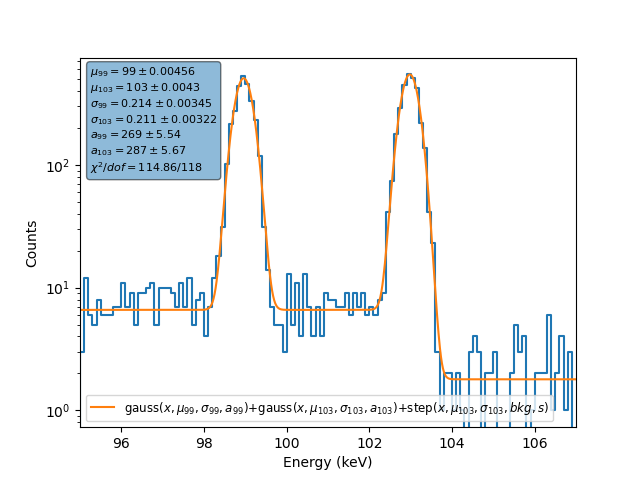 μ₉₉ = 99 ± 0.00456
μ₁₀₃ = 103 ± 0.0043
σ₉₉ = 0.214 ± 0.00345
σ₁₀₃ = 0.211 ± 0.00322
a₉₉ = 269 ± 5.54
a₁₀₃ = 287 ± 5.67
χ²/dof = 114.86/118
10²
10¹
10⁰
Counts
gauss(x, μ₉₉, σ₉₉, a₉₉)+gauss(x, μ₁₀₃, σ₁₀₃, a₁₀₃)+step(x, μ₁₀₃, σ₁₀₃, bkg, s)
96 98 100 102 104 106
Energy (keV)